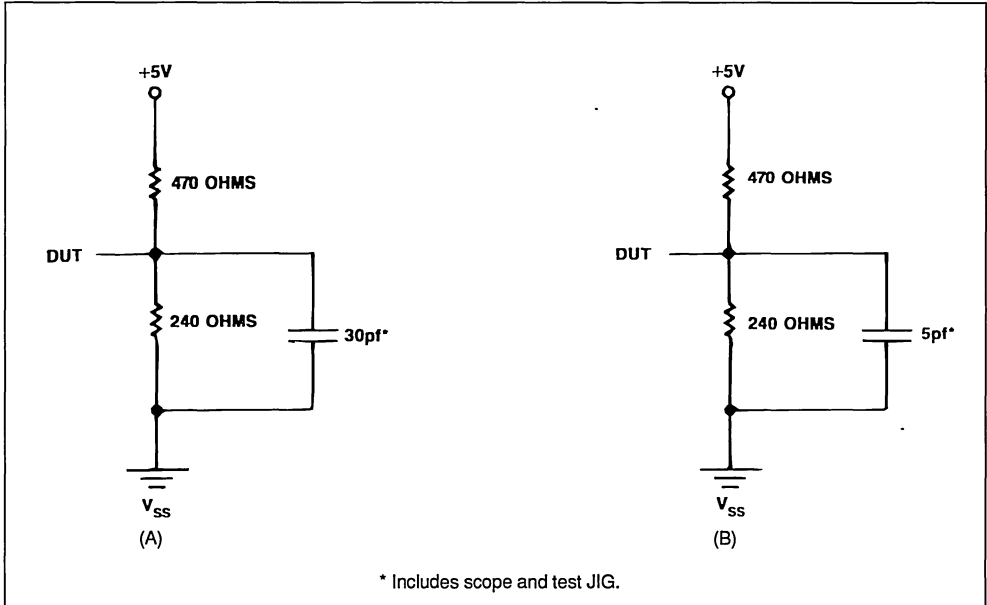 +5V
470 OHMS
DUT
240 OHMS
30pf*
V_SS
(A)
+5V
470 OHMS
DUT
240 OHMS
5pf*
V_SS
(B)
* Includes scope and test JIG.